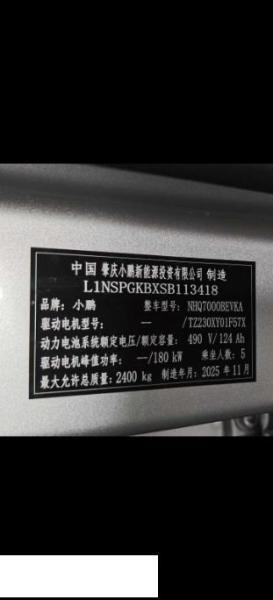 中国 肇庆小鹏新能源投资有限公司 制造
L1NSPGKBXSB113418
品牌：小鹏 整车型号：NHQ7000BEVKA
驱动电机型号： —— /TZ230XY01F57X
动力电池系统额定电压/额定容量：490 V/124 Ah
驱动电机峰值功率：—/180 kW 乘坐人数：5
最大允许总质量：2400 kg 制造年月：2025 年11月